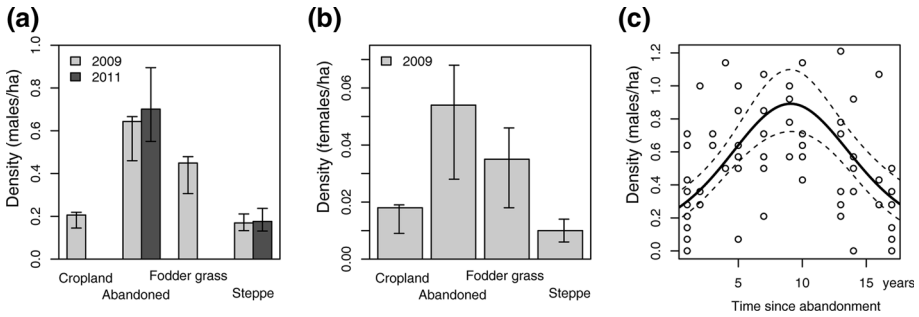 (a)
Density (males/ha)
1.0
0.8
0.6
0.4
0.2
0.0
2009
2011
Cropland
Abandoned
Fodder grass
Steppe
(b)
Density (females/ha)
0.06
0.04
0.02
0.00
2009
Cropland
Abandoned
Fodder grass
Steppe
(c)
Density (males/ha)
1.2
1.0
0.8
0.6
0.4
0.2
0.0
5 10 15 years
Time since abandonment